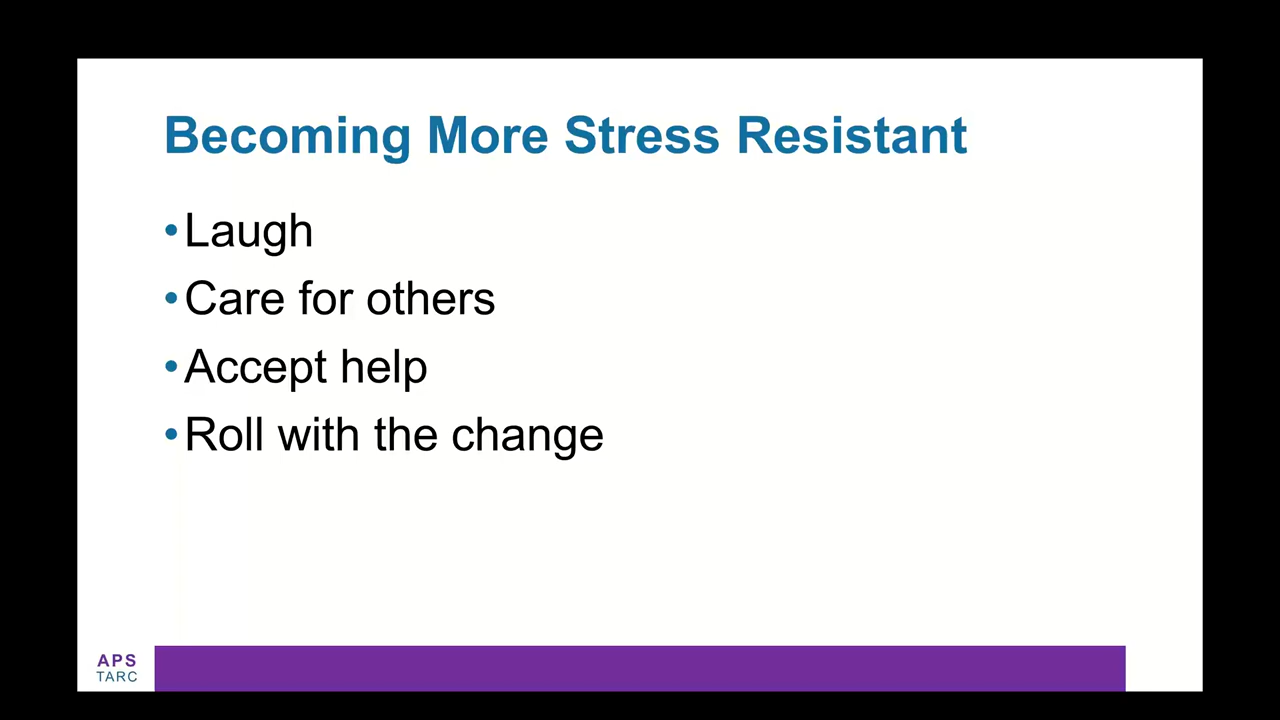 Becoming More Stress Resistant
•Laugh
•Care for others
•Accept help
•Roll with the change
APS
TARC